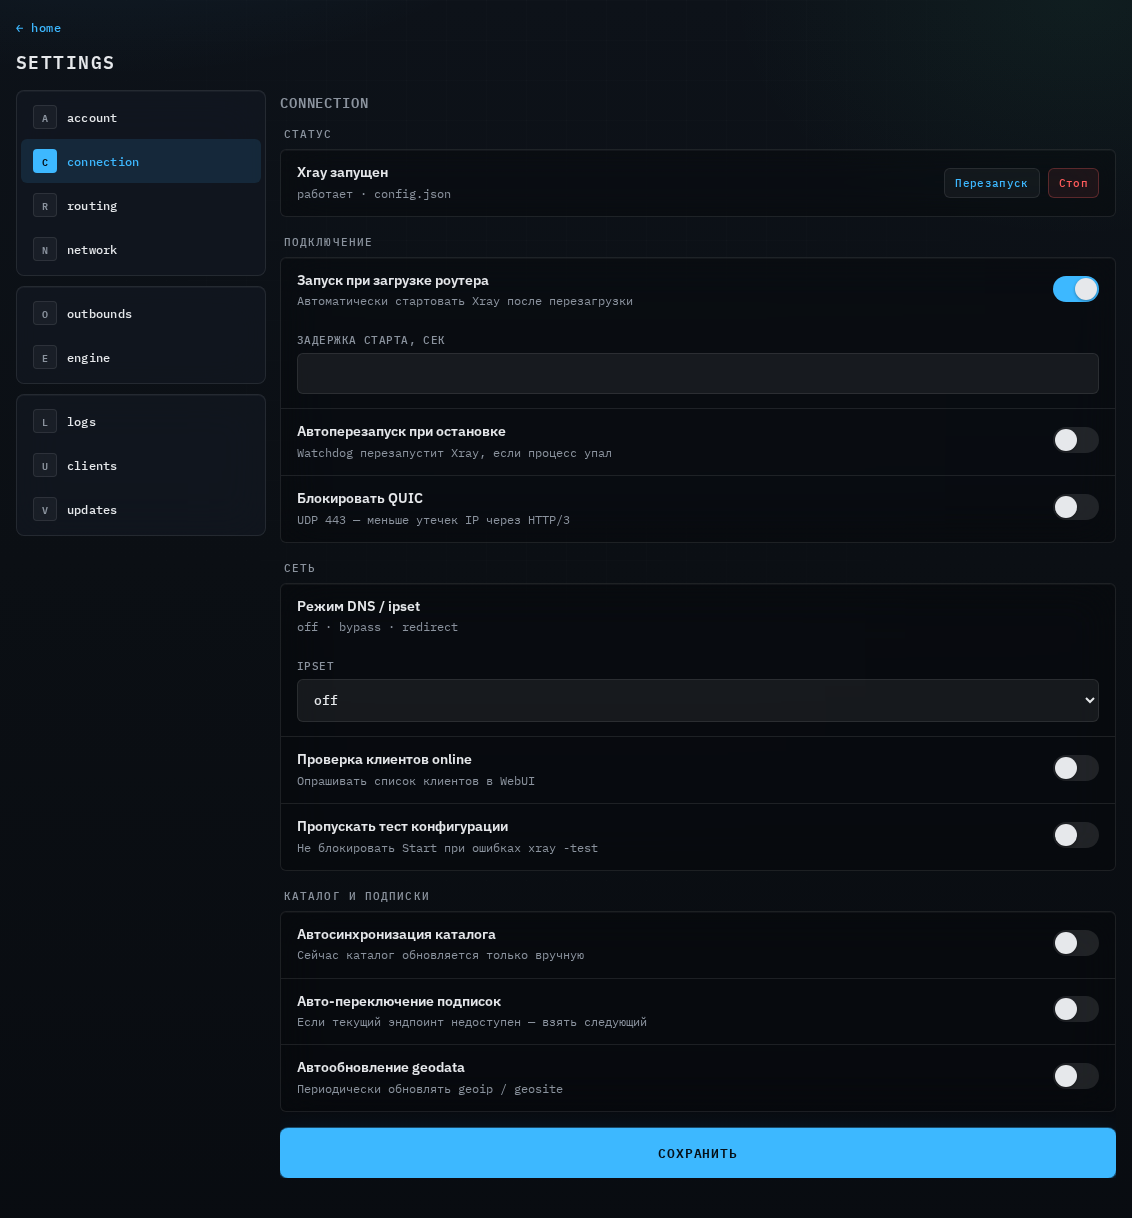 ← home
SETTINGS
A account
C connection
R routing
N network
O outbounds
E engine
L logs
U clients
V updates
CONNECTION
СТАТУС
Xray запущен
работает · config.json
Перезапуск
Стоп
ПОДКЛЮЧЕНИЕ
Запуск при загрузке роутера
Автоматически стартовать Xray после перезагрузки
ЗАДЕРЖКА СТАРТА, СЕК
Автоперезапуск при остановке
Watchdog перезапустит Xray, если процесс упал
Блокировать QUIC
UDP 443 — меньше утечек IP через HTTP/3
СЕТЬ
Режим DNS / ipset
off · bypass · redirect
IPSET
off
Проверка клиентов online
Опрашивать список клиентов в WebUI
Пропускать тест конфигурации
Не блокировать Start при ошибках xray -test
КАТАЛОГ И ПОДПИСКИ
Автосинхронизация каталога
Сейчас каталог обновляется только вручную
Авто-переключение подписок
Если текущий эндпоинт недоступен — взять следующий
Автообновление geodata
Периодически обновлять geoip / geosite
СОХРАНИТЬ